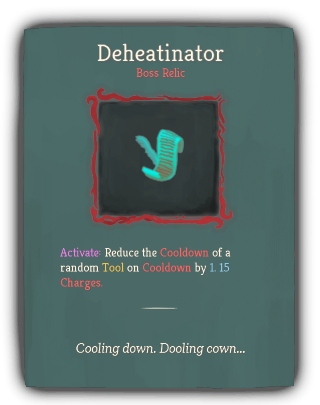 Deheatinator
Boss Relic
Activate: Reduce the Cooldown of a
random Tool on Cooldown by 1. 15
Charges.
Cooling down. Dooling cown...